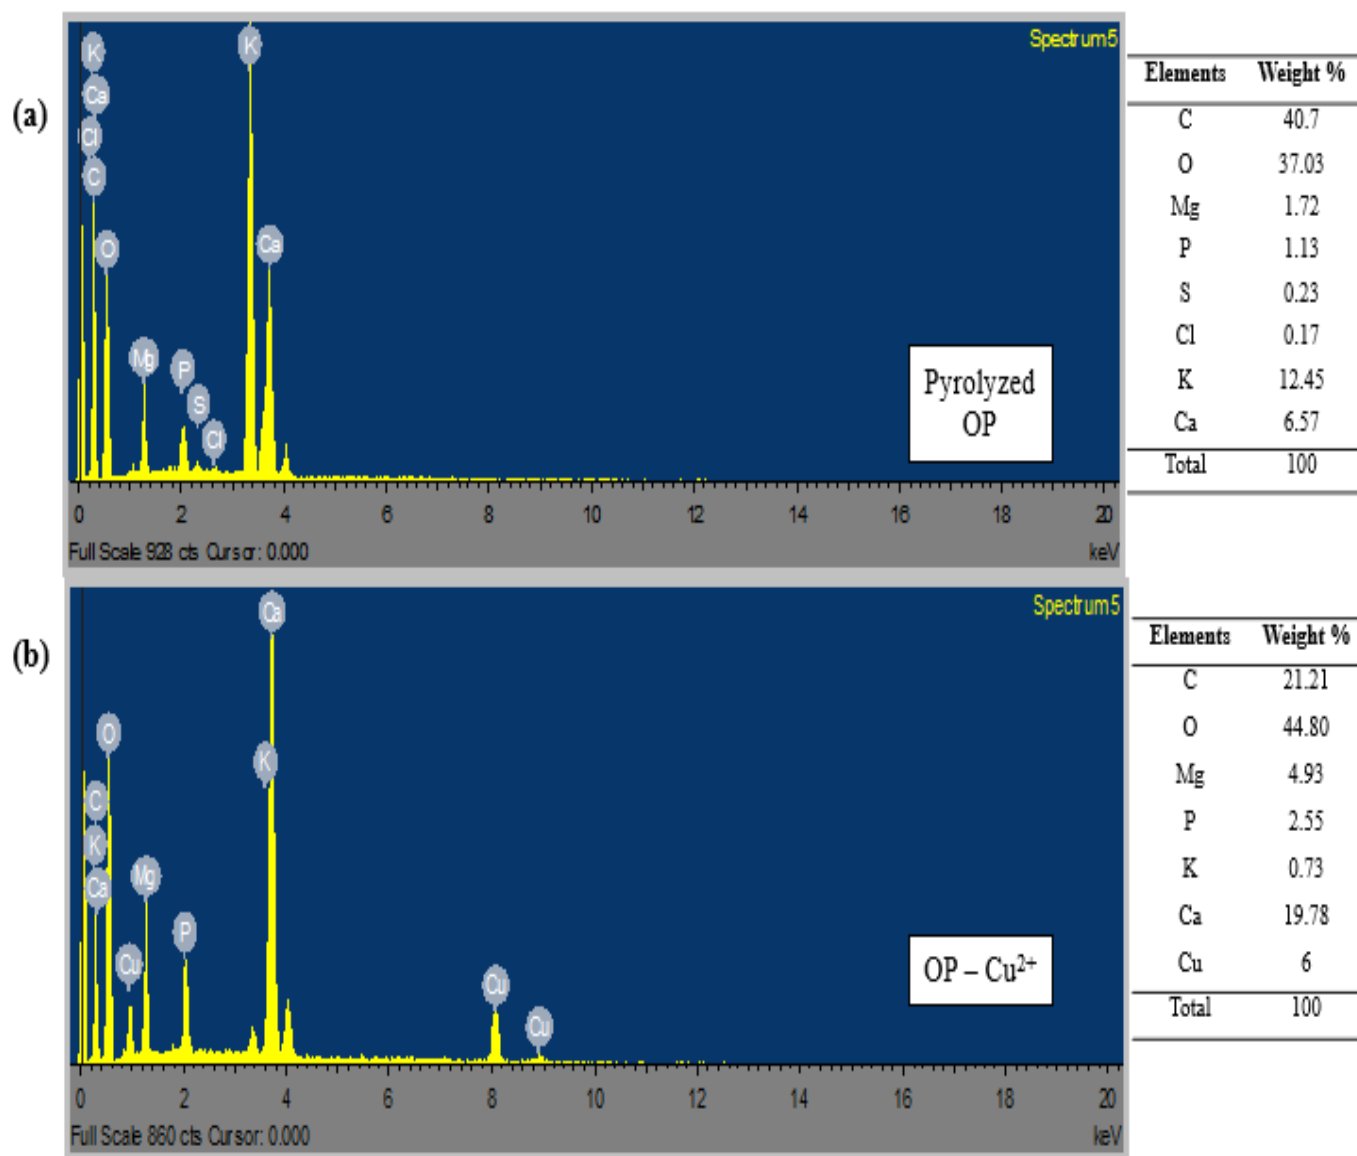 (a)
Spectrum5
K
Ca
Cl
C
O
Mg
P
S
Cl
K
Ca
Pyrolyzed
OP
0 2 4 6 8 10 12 14 16 18 20
Full Scale 928 cts Cursor: 0.000 keV
Elements Weight %
C 40.7
O 37.03
Mg 1.72
P 1.13
S 0.23
Cl 0.17
K 12.45
Ca 6.57
Total 100
(b)
Spectrum5
C
K
Ca
O
Cu
Mg
P
K
Ca
Cu
Cu
OP – Cu²⁺
0 2 4 6 8 10 12 14 16 18 20
Full Scale 860 cts Cursor: 0.000 keV
Elements Weight %
C 21.21
O 44.80
Mg 4.93
P 2.55
K 0.73
Ca 19.78
Cu 6
Total 100